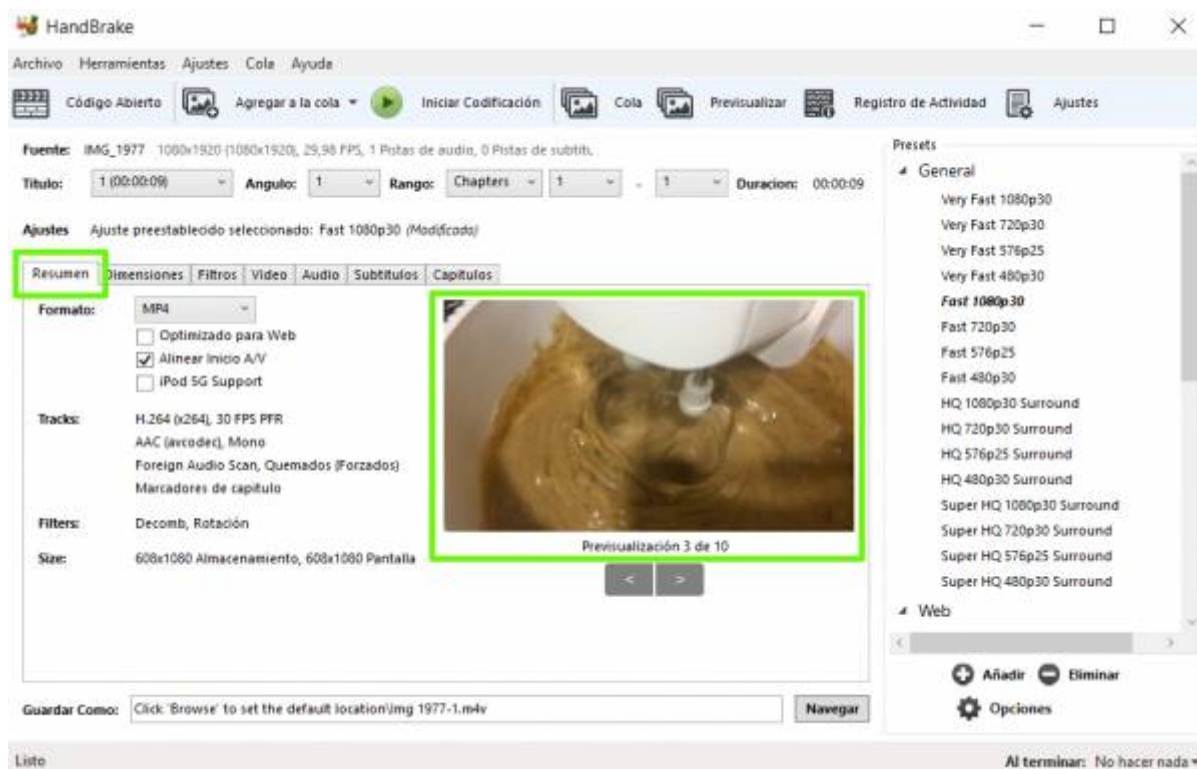 HandBrake
Archivo Herramientas Ajustes Cola Ayuda
Código Abierto Agregar a la cola Iniciar Codificación Cola Previsualizar Registro de Actividad Ajustes
Fuente: IMG_1977 1080x1920 (1080x1920), 29,98 FPS, 1 Pistas de audio, 0 Pistas de subtit.
Título: 1 (00:00:09) Angulo: 1 Rango: Chapters 1 - 1 Duracion: 00:00:09
Ajustes Ajuste preestablecido seleccionado: Fast 1080p30 (Modificado)
Resumen Dimensiones Filtros Video Audio Subtitulos Capitulos
Formato: MP4
Optimizado para Web
Alinear Inicio A/V
iPod 5G Support
Tracks: H.264 (x264), 30 FPS PFR
AAC (avcodec), Mono
Foreign Audio Scan, Quemados (Forzados)
Marcadores de capitulo
Filters: Decomb, Rotación
Size: 608x1080 Almacenamiento, 608x1080 Pantalla
Previsualización 3 de 10
< >
Guardar Como: Click 'Browse' to set the default location\img 1977-1.m4v Navegar
Presets
General
Very Fast 1080p30
Very Fast 720p30
Very Fast 576p25
Very Fast 480p30
Fast 1080p30
Fast 720p30
Fast 576p25
Fast 480p30
HQ 1080p30 Surround
HQ 720p30 Surround
HQ 576p25 Surround
HQ 480p30 Surround
Super HQ 1080p30 Surround
Super HQ 720p30 Surround
Super HQ 576p25 Surround
Super HQ 480p30 Surround
Web
Añadir Eliminar
Opciones
Listo Al terminar: No hacer nada